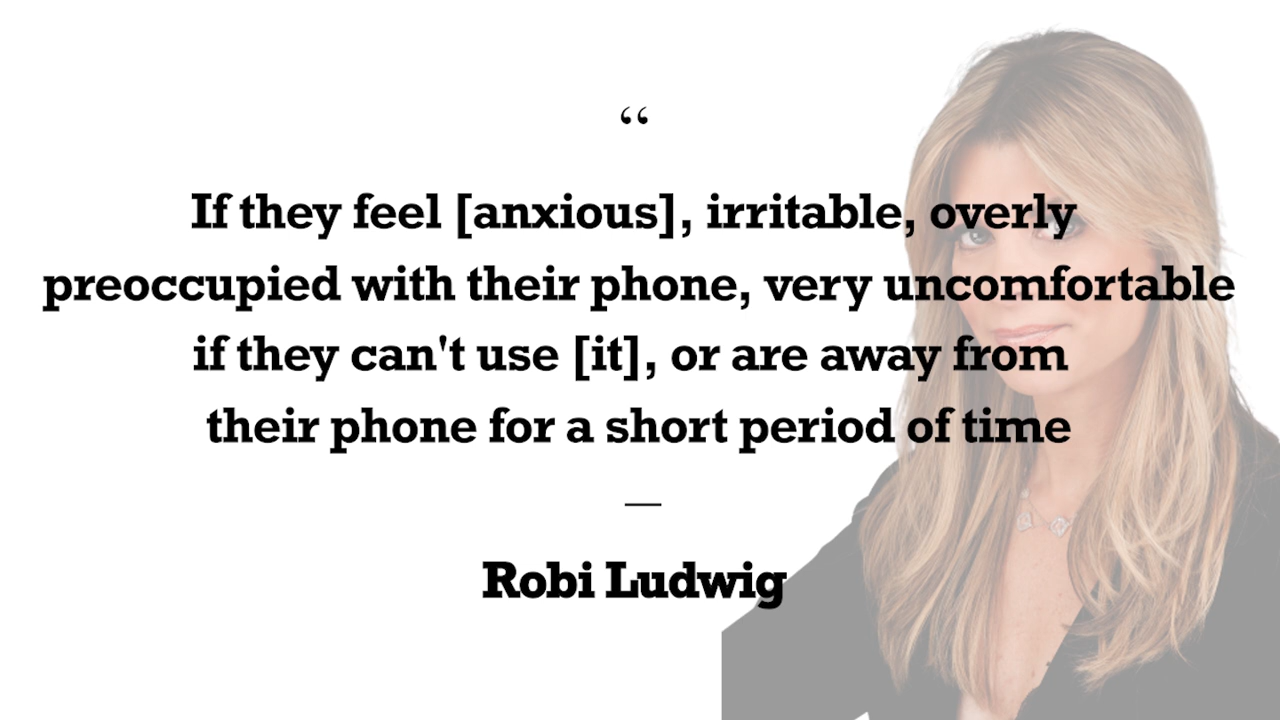 “
If they feel [anxious], irritable, overly
preoccupied with their phone, very uncomfortable
if they can't use [it], or are away from
their phone for a short period of time
—
Robi Ludwig